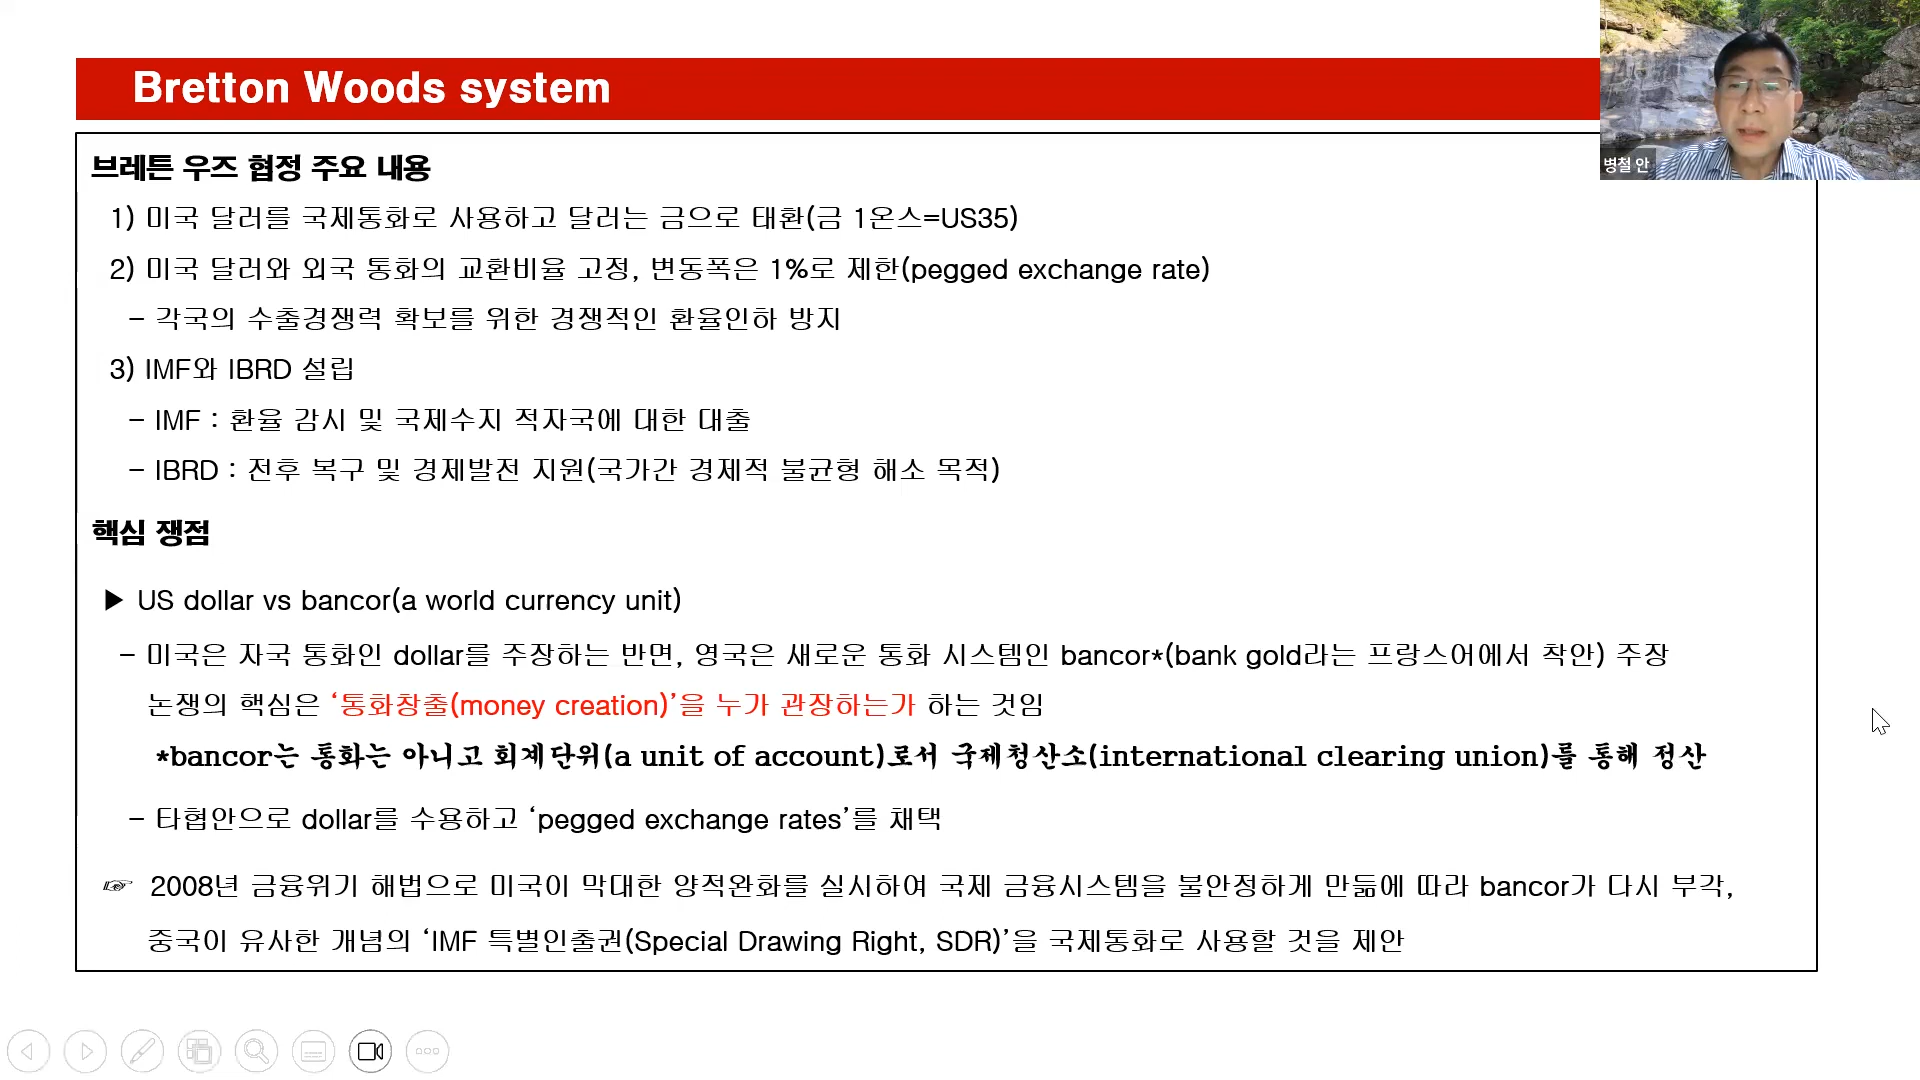 Bretton Woods system
병철 안
브레튼 우즈 협정 주요 내용
1) 미국 달러를 국제통화로 사용하고 달러는 금으로 태환(금 1온스=US35)
2) 미국 달러와 외국 통화의 교환비율 고정, 변동폭은 1%로 제한(pegged exchange rate)
- 각국의 수출경쟁력 확보를 위한 경쟁적인 환율인하 방지
3) IMF와 IBRD 설립
- IMF : 환율 감시 및 국제수지 적자국에 대한 대출
- IBRD : 전후 복구 및 경제발전 지원(국가간 경제적 불균형 해소 목적)
핵심 쟁점
▶ US dollar vs bancor(a world currency unit)
- 미국은 자국 통화인 dollar를 주장하는 반면, 영국은 새로운 통화 시스템인 bancor*(bank gold라는 프랑스어에서 착안) 주장
논쟁의 핵심은 ‘통화창출(money creation)’을 누가 관장하는가 하는 것임
*bancor는 통화는 아니고 회계단위(a unit of account)로서 국제청산소(international clearing union)를 통해 정산
- 타협안으로 dollar를 수용하고 ‘pegged exchange rates’를 채택
☞ 2008년 금융위기 해법으로 미국이 막대한 양적완화를 실시하여 국제 금융시스템을 불안정하게 만듦에 따라 bancor가 다시 부각,
중국이 유사한 개념의 ‘IMF 특별인출권(Special Drawing Right, SDR)’을 국제통화로 사용할 것을 제안